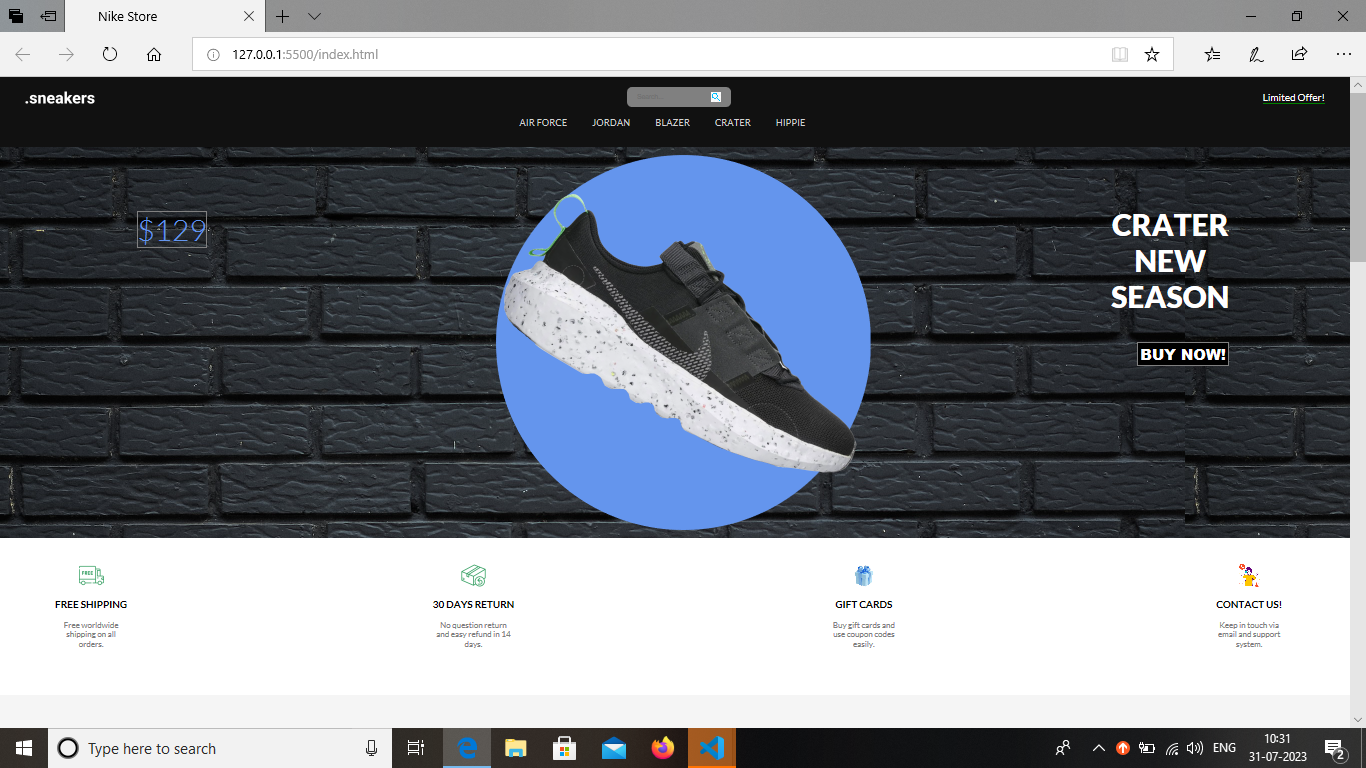 Nike Store
127.0.0.1:5500/index.html
.sneakers
Search...
Limited Offer!
AIR FORCE
JORDAN
BLAZER
CRATER
HIPPIE
$129
CRATER
NEW
SEASON
BUY NOW!
FREE
FREE SHIPPING
Free worldwide
shipping on all
orders.
30 DAYS RETURN
No question return
and easy refund in 14
days.
GIFT CARDS
Buy gift cards and
use coupon codes
easily.
CONTACT US!
Keep in touch via
email and support
system.
Type here to search
ENG
10:31
31-07-2023
2